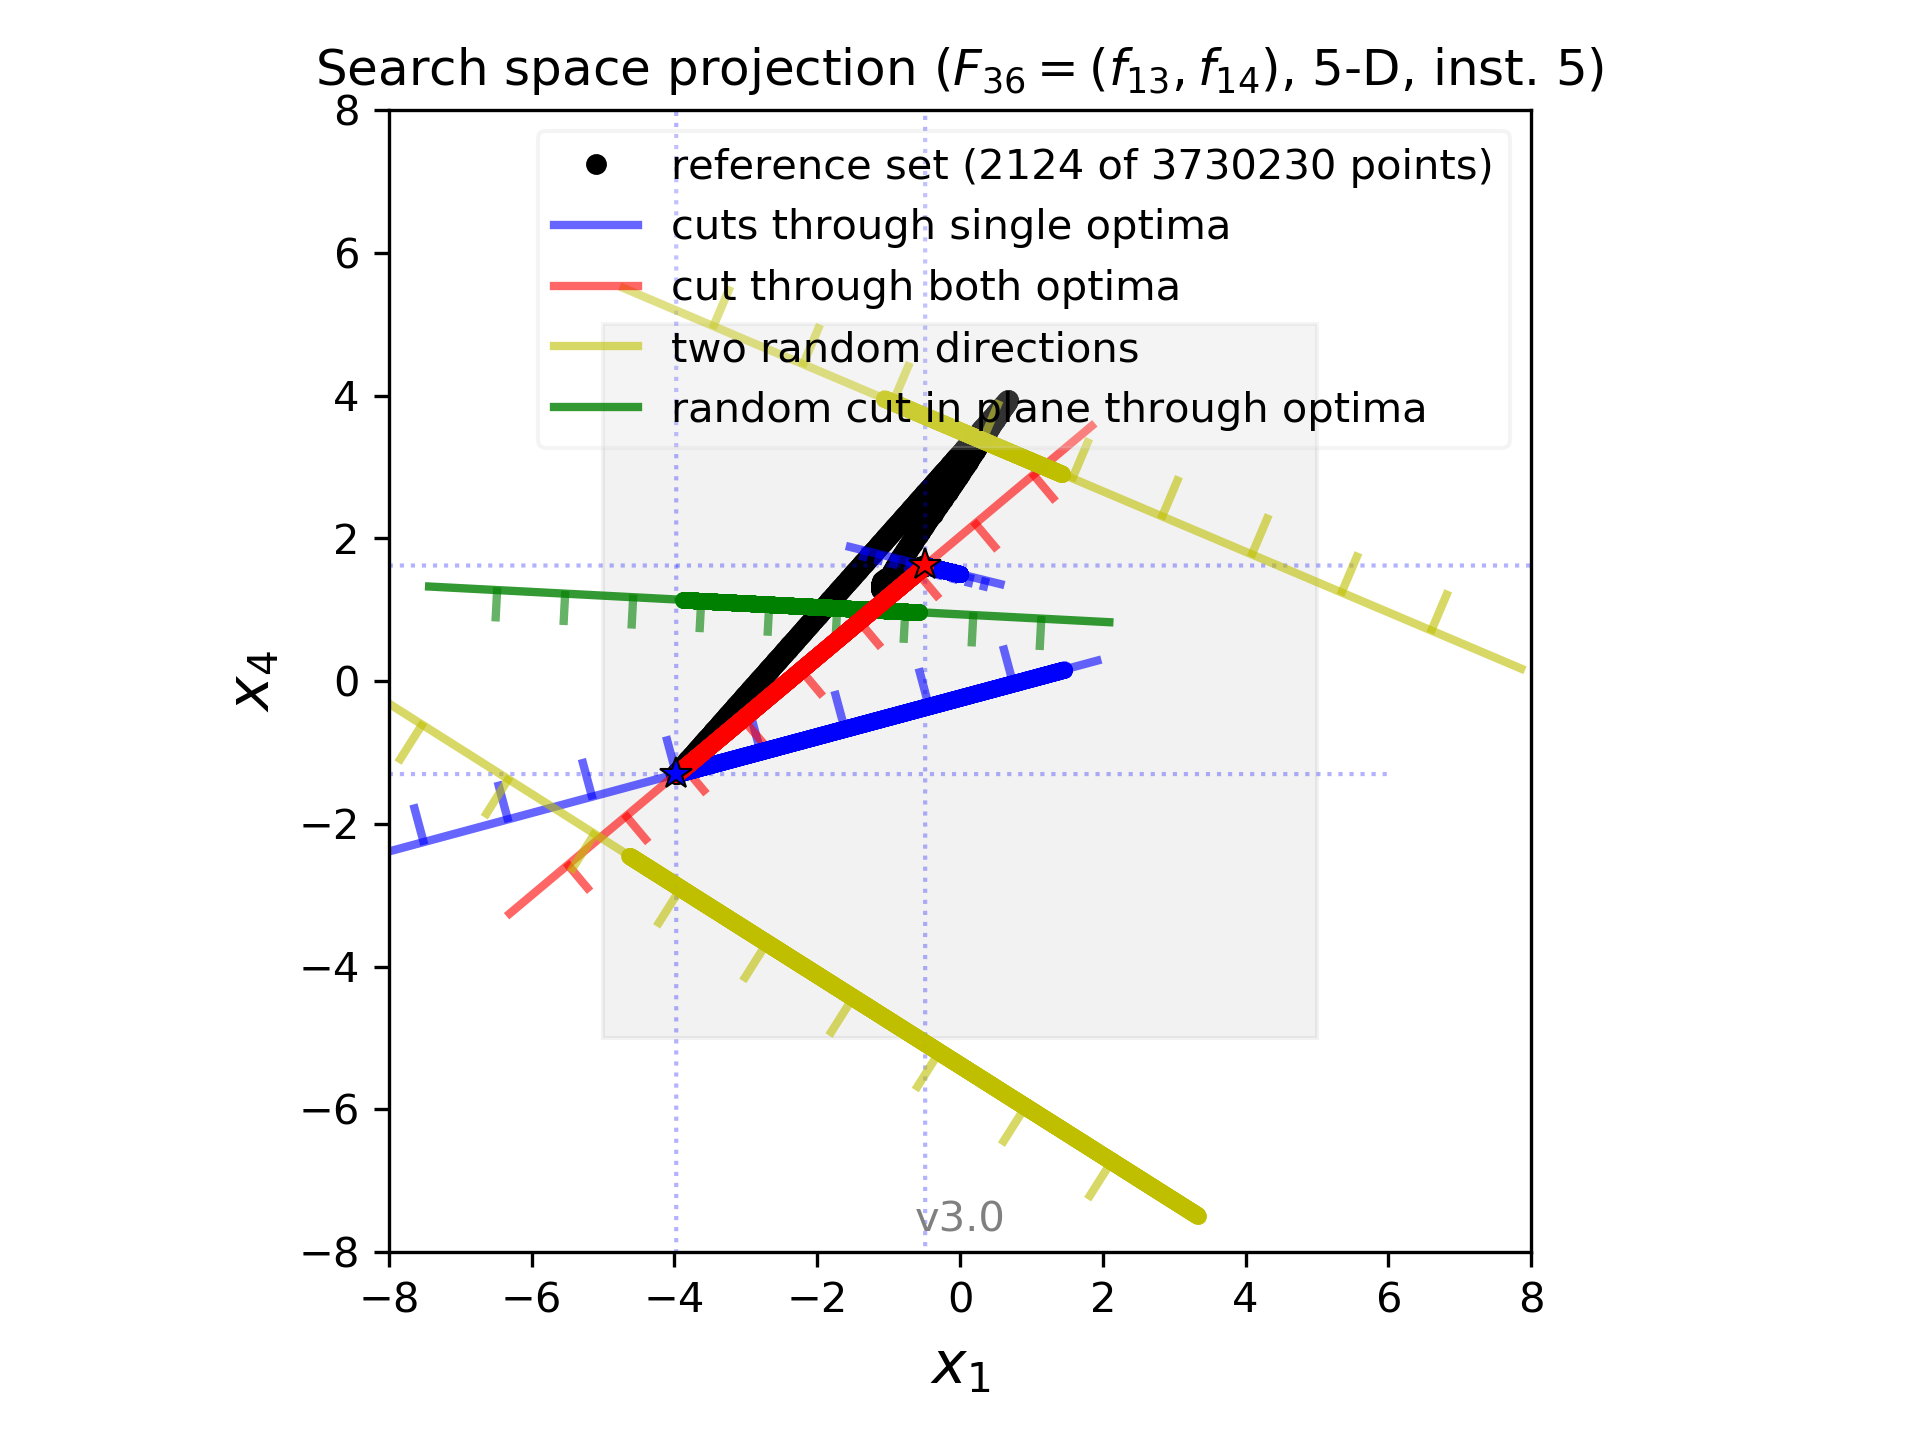 Search space projection (F36 = (f13, f14), 5-D, inst. 5)
reference set (2124 of 3730230 points)
cuts through single optima
cut through both optima
two random directions
random cut in plane through optima
8
6
4
2
0
−2
−4
−6
−8
x4
v3.0
−8 −6 −4 −2 0 2 4 6 8
x1